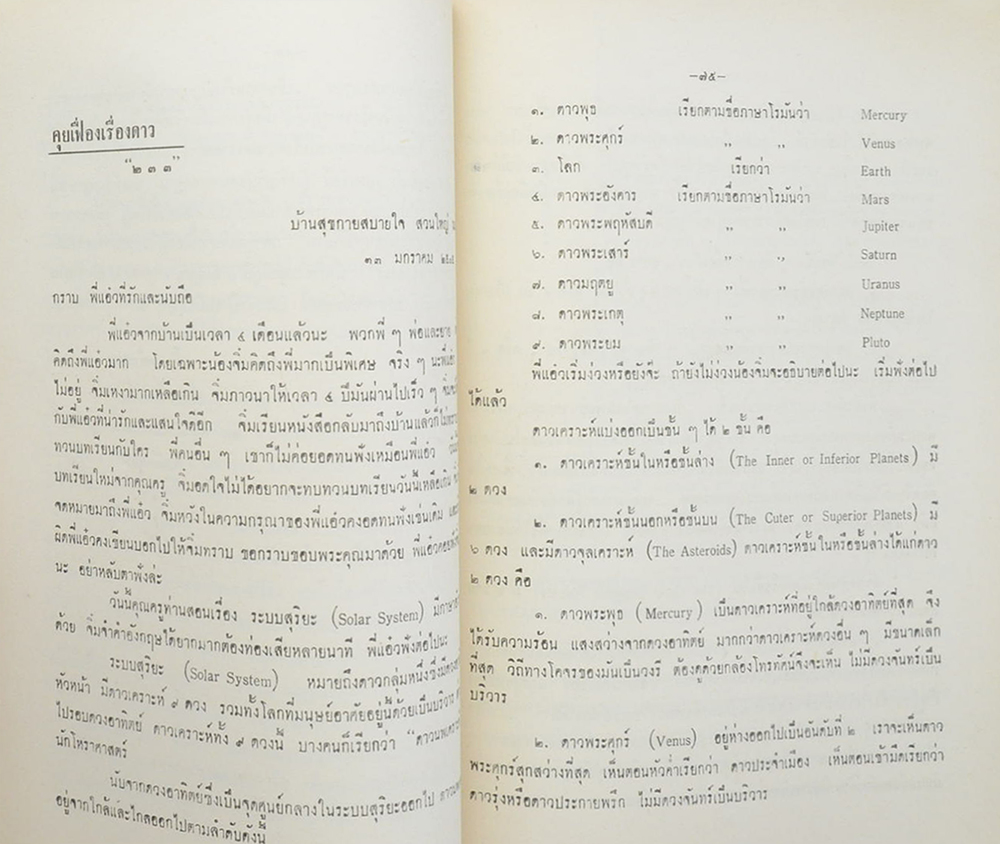 คุยเฟื่องเรื่องดาว
"๒ ๓ ๓"
บ้านสุขกายสบายใจ สวนใหญ่
๑๓ มกราคม
กราบ พี่แอ๋วที่รักและนับถือ
พี่แอ๋วจากบ้านเป็นเวลา ๔ เดือนแล้วนะ พวกพี่ ๆ พ่อและยาย
คิดถึงพี่แอ๋วมาก โดยเฉพาะน้องจิ๋มคิดถึงพี่มากเป็นพิเศษ จริง ๆ นะพี่แอ๋ว
ไม่อยู่ จิ๋มเหงามากเหลือเกิน จิ๋มภาวนาให้เวลา ๔ ปีมันผ่านไปเร็ว ๆ
กับพี่แอ๋วที่น่ารักและแสนใจดีอีก จิ๋มเรียนหนังสือกลับมาถึงบ้านแล้วก็ไม่ทราบ
ทวนบทเรียนกับใคร พี่คนอื่น ๆ เขาก็ไม่ค่อยอดทนฟังเหมือนพี่แอ๋ว
บทเรียนใหม่จากคุณครู จิ๋มอดใจไม่ได้อยากจะทบทวนบทเรียนวันนี้เหลือเกิน
จดหมายมาถึงพี่แอ๋ว จิ๋มหวังในความกรุณาของพี่แอ๋วคงอดทนฟังเช่นเดิม
ผิดพี่แอ๋วคงเขียนบอกไปให้จิ๋มทราบ ขอกราบขอบพระคุณมาด้วย
นะ อย่าหลับตาฟังล่ะ
วันนี้คุณครูท่านสอนเรื่อง ระบบสุริยะ (Solar System)
ด้วย จิ๋มจำคำอังกฤษได้ยากมากต้องท่องเสียหลายนาที พี่แอ๋วฟังต่อไปนะ
ระบบสุริยะ (Solar System) หมายถึงดาวกลุ่มหนึ่งซึ่งมีดวง
หัวหน้า มีดาวเคราะห์ ๙ ดวง รวมทั้งโลกที่มนุษย์อาศัยอยู่นี้ด้วยเป็นบริวาร
ไปรอบดวงอาทิตย์ ดาวเคราะห์ทั้ง ๙ ดวงนี้ บางคนก็เรียกว่า "ดาวนพเคราะห์
นักโหราศาสตร์
นับจากดวงอาทิตย์ซึ่งเป็นจุดศูนย์กลางในระบบสุริยะออกไป
อยู่จากใกล้และไกลออกไปตามลำดับดังนี้
—๗๕—
๑. ดาวพุธ เรียกตามชื่อภาษาโรมันว่า Mercury
๒. ดาวพระศุกร์ ,, ,, Venus
๓. โลก เรียกว่า Earth
๔. ดาวพระอังคาร เรียกตามชื่อภาษาโรมันว่า Mars
๕. ดาวพระพฤหัสบดี ,, ,, Jupiter
๖. ดาวพระเสาร์ ,, ,, Saturn
๗. ดาวมฤตยู ,, ,, Uranus
๘. ดาวพระเกตุ ,, ,, Neptune
๙. ดาวพระยม ,, ,, Pluto
พี่แอ๋วเริ่มง่วงหรือยังจ๊ะ ถ้ายังไม่ง่วงน้องจิ๋มจะอธิบายต่อไปนะ เริ่มฟังต่อไป
ได้แล้ว
ดาวเคราะห์แบ่งออกเป็นชั้น ๆ ได้ ๒ ชั้น คือ
๑. ดาวเคราะห์ชั้นในหรือชั้นล่าง (The Inner or Inferior Planets) มี
๒ ดวง
๒. ดาวเคราะห์ชั้นนอกหรือชั้นบน (The Cuter or Superior Planets) มี
๖ ดวง และมีดาวจุลเคราะห์ (The Asteroids) ดาวเคราะห์ชั้นในหรือชั้นล่างได้แก่ดาว
๒ ดวง คือ
๑. ดาวพระพุธ (Mercury) เป็นดาวเคราะห์ที่อยู่ใกล้ดวงอาทิตย์ที่สุด จึง
ได้รับความร้อน แสงสว่างจากดวงอาทิตย์ มากกว่าดาวเคราะห์ดวงอื่น ๆ มีขนาดเล็ก
ที่สุด วิถีทางโคจรของมันเป็นวงรี ต้องดูด้วยกล้องโทรทัศน์จึงจะเห็น ไม่มีดวงจันทร์เป็น
บริวาร
๒. ดาวพระศุกร์ (Venus) อยู่ห่างออกไปเป็นอันดับที่ ๒ เราจะเห็นดาว
พระศุกร์สุกสว่างที่สุด เห็นตอนหัวค่ำเรียกว่า ดาวประจำเมือง เห็นตอนเช้ามืดเรียกว่า
ดาวรุ่งหรือดาวประกายพรึก ไม่มีดวงจันทร์เป็นบริวาร